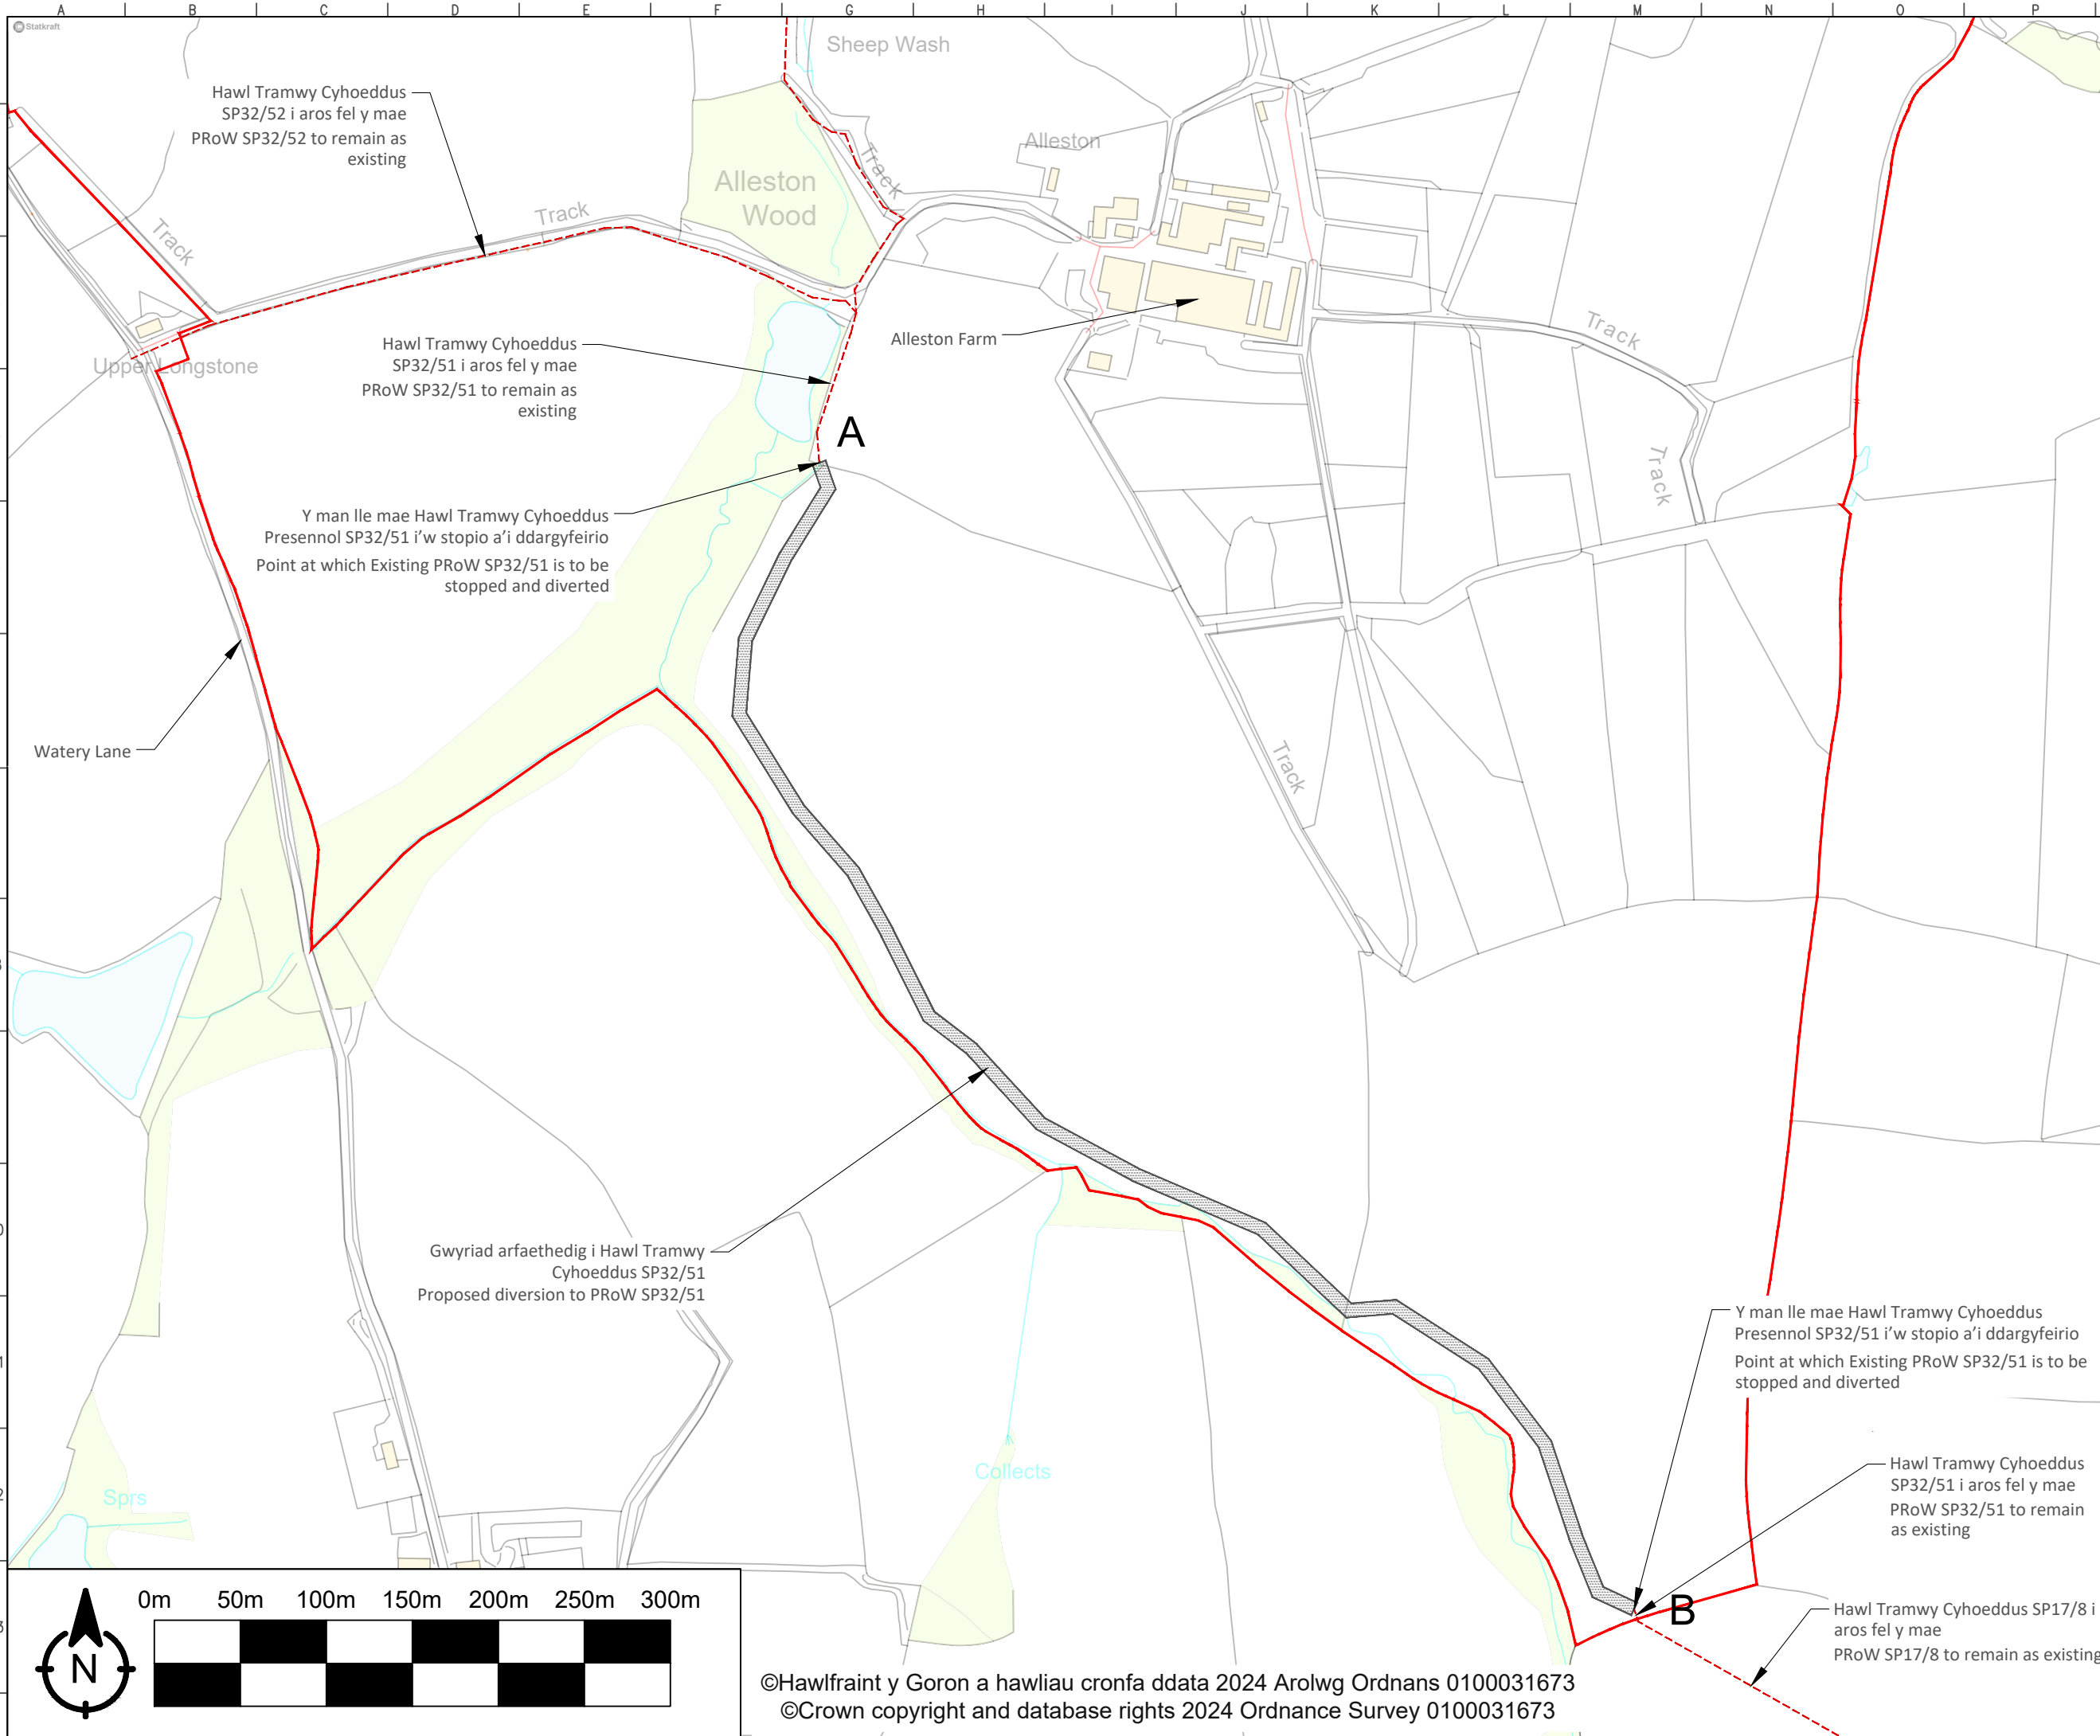 A B C D E F G H I J K L M N O P
Statkraft
Sheep Wash
Hawl Tramwy Cyhoeddus
SP32/52 i aros fel y mae
PRoW SP32/52 to remain as
existing
Alleston
Track
Alleston
Wood
Track
Track
Alleston Farm
Track
Hawl Tramwy Cyhoeddus
SP32/51 i aros fel y mae
PRoW SP32/51 to remain as
existing
Upper Longstone
A
Track
Y man lle mae Hawl Tramwy Cyhoeddus
Presennol SP32/51 i'w stopio a'i ddargyfeirio
Point at which Existing PRoW SP32/51 is to be
stopped and diverted
Watery Lane
Track
Gwyriad arfaethedig i Hawl Tramwy
Cyhoeddus SP32/51
Proposed diversion to PRoW SP32/51
Y man lle mae Hawl Tramwy Cyhoeddus
Presennol SP32/51 i'w stopio a'i ddargyfeirio
Point at which Existing PRoW SP32/51 is to be
stopped and diverted
Collects
Sprs
Hawl Tramwy Cyhoeddus
SP32/51 i aros fel y mae
PRoW SP32/51 to remain
as existing
B
Hawl Tramwy Cyhoeddus SP17/8 i
aros fel y mae
PRoW SP17/8 to remain as existing
0m 50m 100m 150m 200m 250m 300m
N
©Hawlfraint y Goron a hawliau cronfa ddata 2024 Arolwg Ordnans 0100031673
©Crown copyright and database rights 2024 Ordnance Survey 0100031673